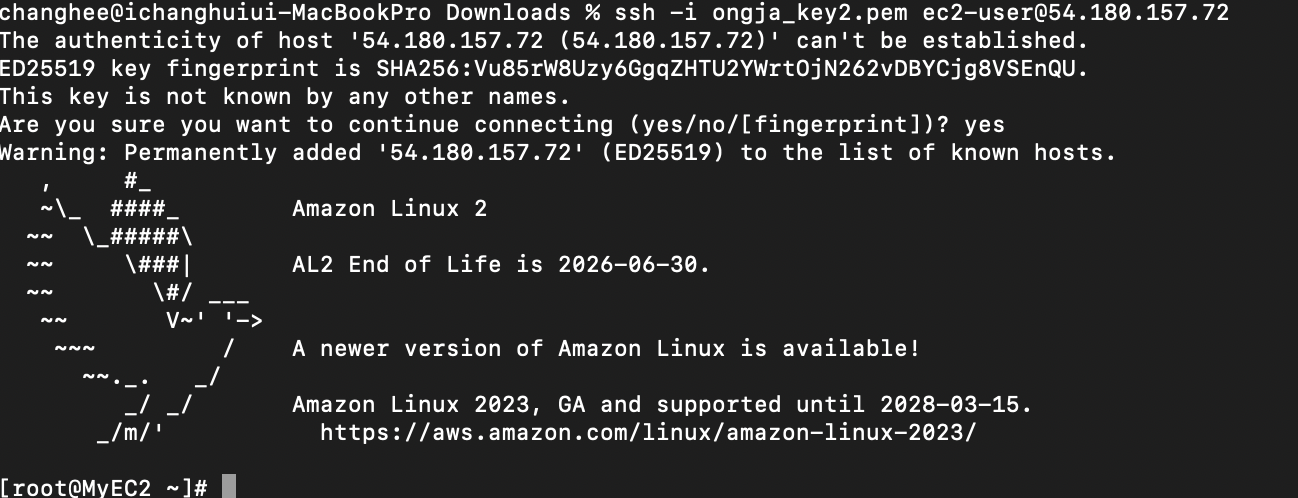 changhee@ichanghuiui-MacBookPro Downloads % ssh -i ongja_key2.pem ec2-user@54.180.157.72
The authenticity of host '54.180.157.72 (54.180.157.72)' can't be established.
ED25519 key fingerprint is SHA256:Vu85rW8Uzy6GgqZHTU2YWrtOjN262vDBYCjg8VSEnQU.
This key is not known by any other names.
Are you sure you want to continue connecting (yes/no/[fingerprint])? yes
Warning: Permanently added '54.180.157.72' (ED25519) to the list of known hosts.
   ,     #_
   ~\_  ####_        Amazon Linux 2
  ~~  \_#####\
  ~~     \###|       AL2 End of Life is 2026-06-30.
  ~~       \#/ ___
   ~~       V~' '->
    ~~~         /    A newer version of Amazon Linux is available!
      ~~._.   _/
         _/ _/       Amazon Linux 2023, GA and supported until 2028-03-15.
       _/m/'           https://aws.amazon.com/linux/amazon-linux-2023/

[root@MyEC2 ~]#